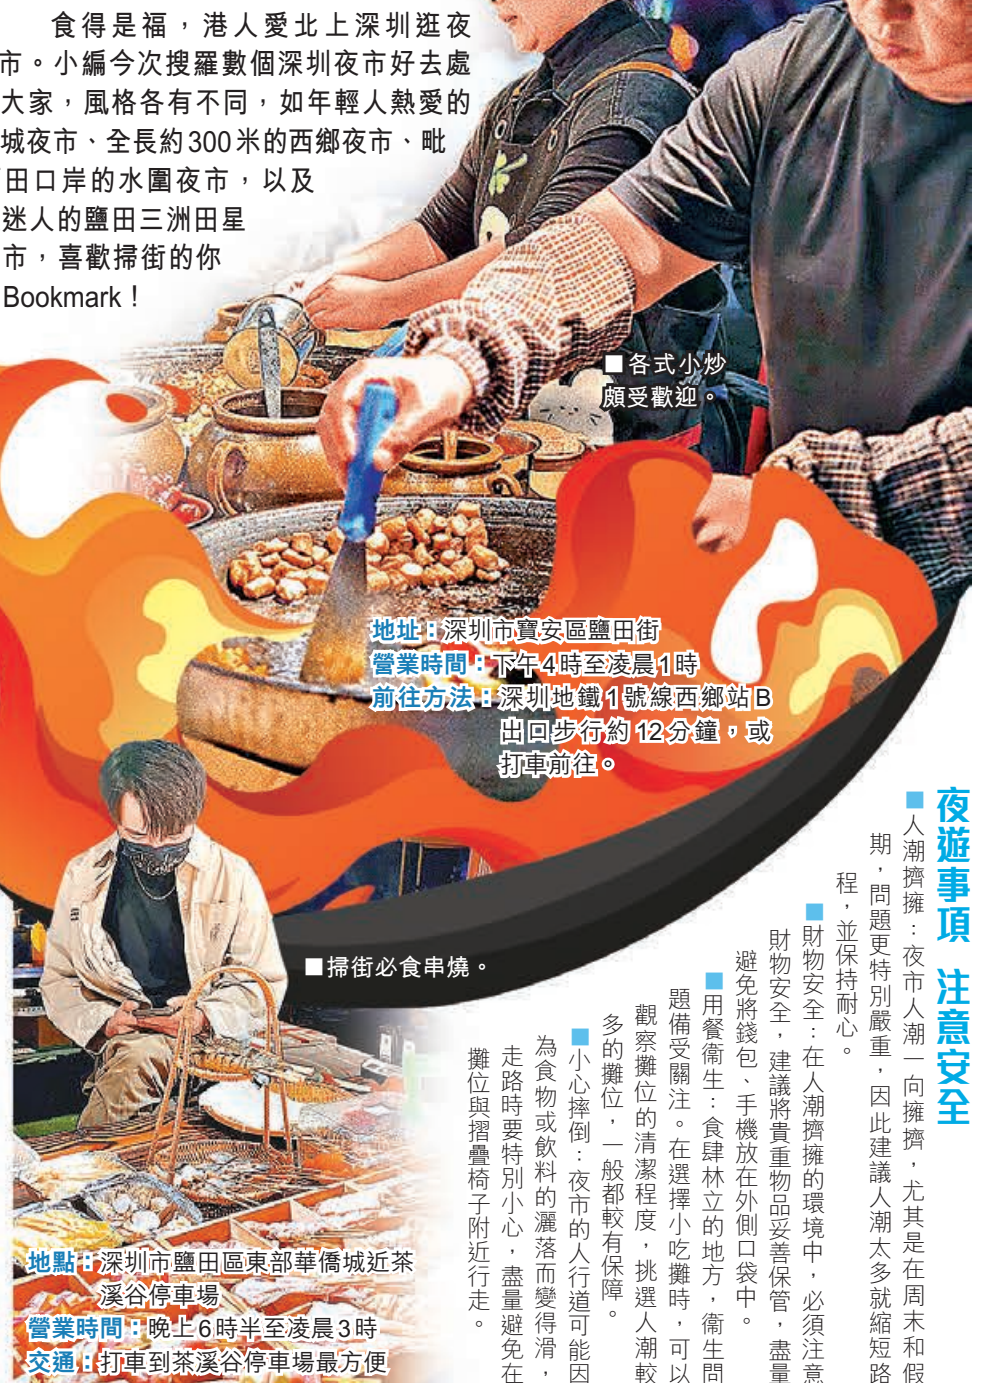 食得是福，港人愛北上深圳逛夜
市。小編今次搜羅數個深圳夜市好去處
大家，風格各有不同，如年輕人熱愛的
城夜市、全長約300米的西鄉夜市、毗
田口岸的水圍夜市，以及
迷人的鹽田三洲田星
市，喜歡掃街的你
Bookmark！
■各式小炒
頗受歡迎。
地址：深圳市寶安區鹽田街
營業時間：下午4時至凌晨1時
前往方法：深圳地鐵1號線西鄉站B
出口步行約12分鐘，或
打車前往。
■掃街必食串燒。
地點：深圳市鹽田區東部華僑城近茶
溪谷停車場
營業時間：晚上6時半至凌晨3時
交通：打車到茶溪谷停車場最方便
夜遊事項 注意安全
■人潮擠擁：夜市人潮一向擁擠，尤其是在周末和假
期，問題更特別嚴重，因此建議人潮太多就縮短路
程，並保持耐心。
■財物安全：在人潮擠擁的環境中，必須注意
財物安全，建議將貴重物品妥善保管，盡量
避免將錢包、手機放在外側口袋中。
■用餐衞生：食肆林立的地方，衞生問
題備受關注。在選擇小吃攤時，可以
觀察攤位的清潔程度，挑選人潮較
多的攤位，一般都較有保障。
■小心摔倒：夜市的人行道可能因
為食物或飲料的灑落而變得滑，
走路時要特別小心，盡量避免在
攤位與摺疊椅子附近行走。